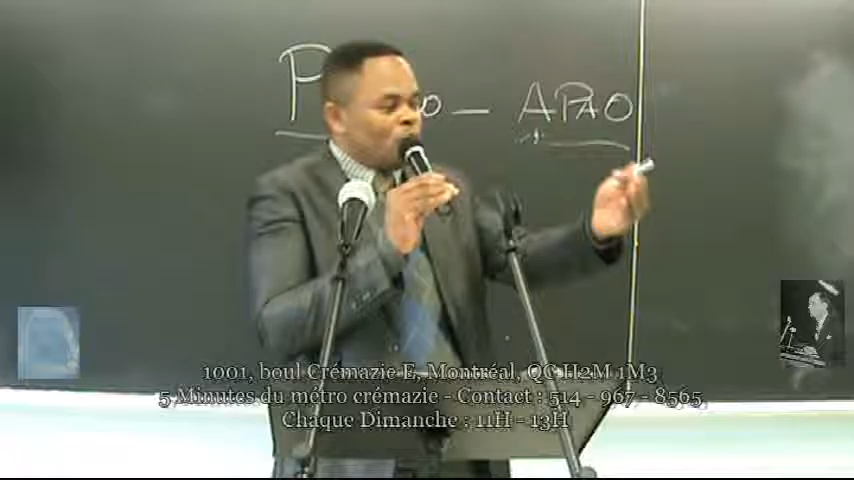 APAO
1001, boul Crémazie E, Montréal, QC H2M 1M3
5 Minutes du métro crémazie - Contact : 514 - 967 - 8565
Chaque Dimanche : 11H - 13H